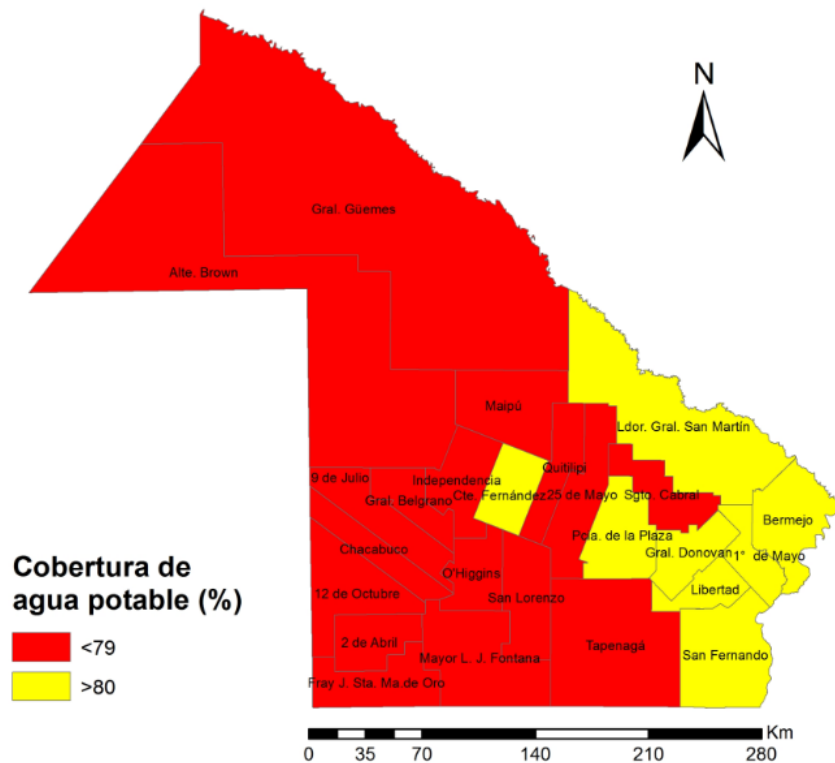 N
Gral. Güemes
Alte. Brown
Maipú
Ldor. Gral. San Martín
9 de Julio
Independencia
Quitilipi
Gral. Belgrano
Cte. Fernández
25 de Mayo
Sgto. Cabral
Bermejo
Pcia. de la Plaza
Chacabuco
Gral. Donovan
1°
de Mayo
O'Higgins
12 de Octubre
San Lorenzo
Libertad
2 de Abril
Mayor L. J. Fontana
Tapenagá
San Fernando
Fray J. Sta. Ma.de Oro
Cobertura de
agua potable (%)
<79
>80
Km
0 35 70 140 210 280